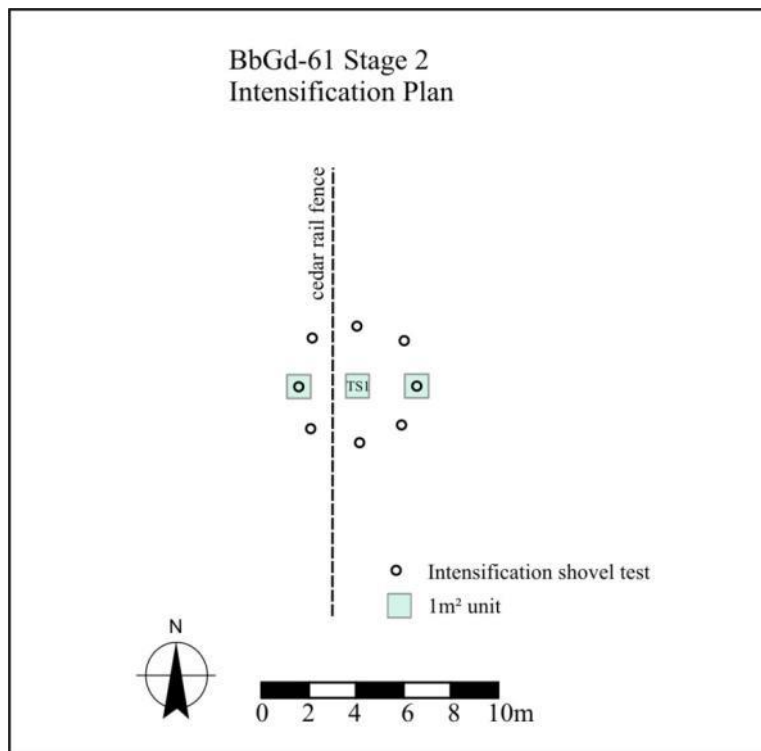 BbGd-61 Stage 2
Intensification Plan
cedar rail fence
TS1
Intensification shovel test
1m² unit
N
0 2 4 6 8 10m